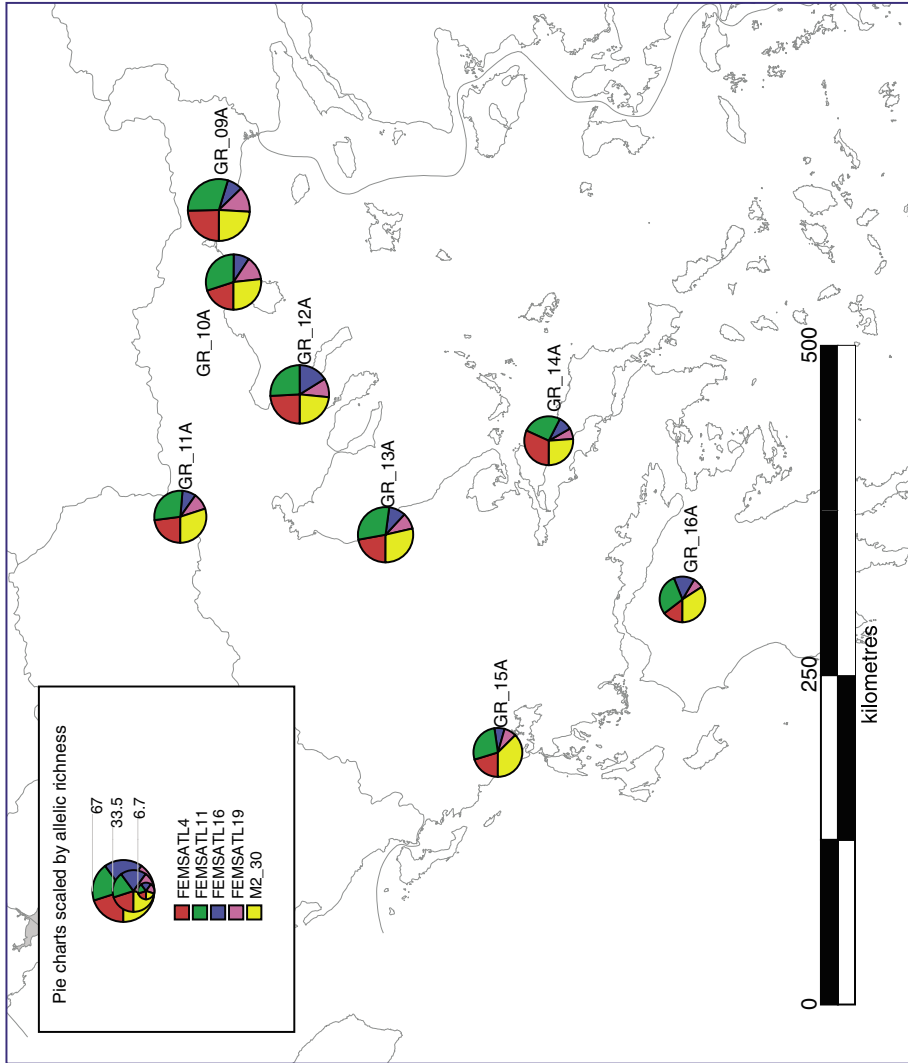 Pie charts scaled by allelic richness
67
33.5
6.7
FEMSATL4
FEMSATL11
FEMSATL16
FEMSATL19
M2_30
GR_11A
GR_10A
GR_09A
GR_12A
GR_13A
GR_15A
GR_14A
GR_16A
0
250
500
kilometres